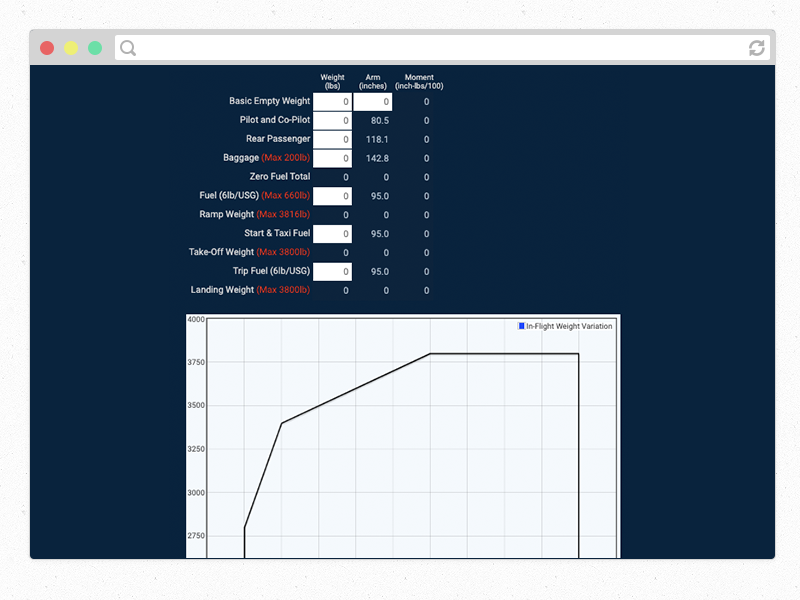 Weight Arm Moment
(lbs) (inches) (inch-lbs/100)
Basic Empty Weight 0 0 0
Pilot and Co-Pilot 0 80.5 0
Rear Passenger 0 118.1 0
Baggage (Max 200lb) 0 142.8 0
Zero Fuel Total 0 0 0
Fuel (6lb/USG) (Max 660lb) 0 95.0 0
Ramp Weight (Max 3816lb) 0 0 0
Start & Taxi Fuel 0 95.0 0
Take-Off Weight (Max 3800lb) 0 0 0
Trip Fuel (6lb/USG) 0 95.0 0
Landing Weight (Max 3800lb) 0 0 0
4000
In-Flight Weight Variation
3750
3500
3250
3000
2750